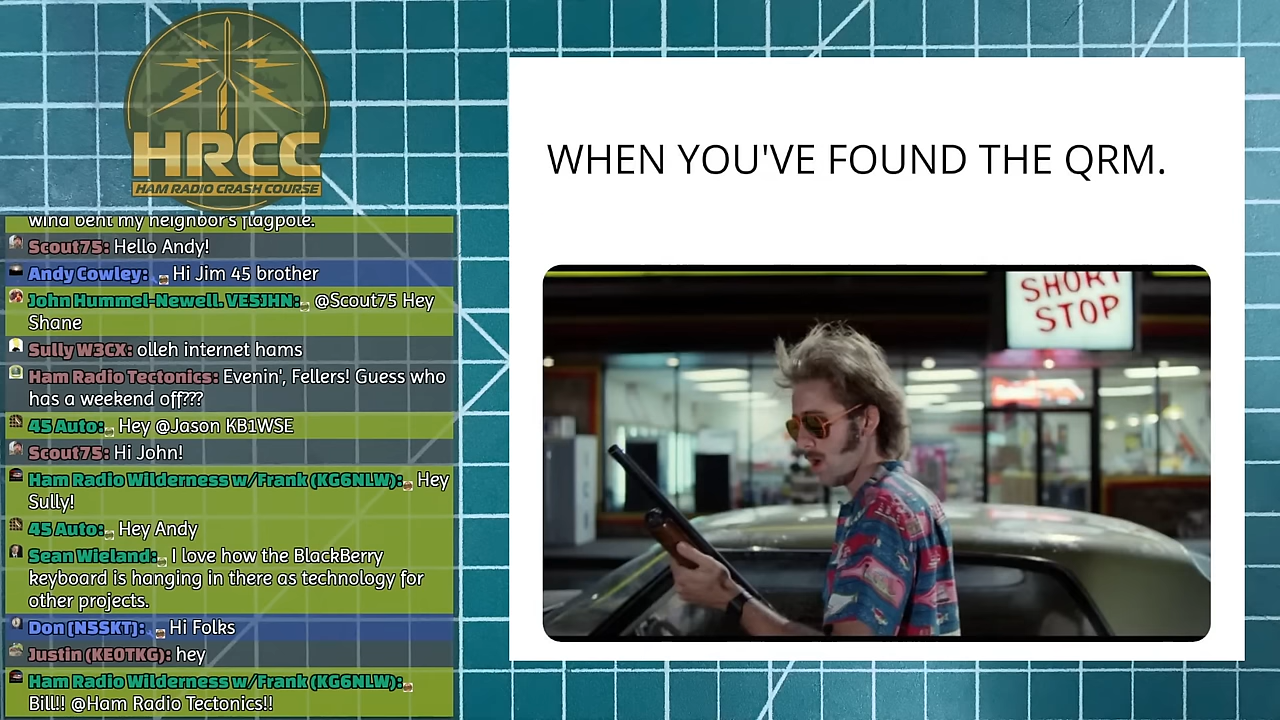 HRCC
HAM RADIO CRASH COURSE
wind bent my neighbor's flagpole.
Scout75: Hello Andy!
Andy Cowley: Hi Jim 45 brother
John Hummel-Newell. VE5JHN: @Scout75 Hey
Shane
Sully W3CX: olleh internet hams
Ham Radio Tectonics: Evenin', Fellers! Guess who
has a weekend off???
45 Auto: Hey @Jason KB1WSE
Scout75: Hi John!
Ham Radio Wilderness w/Frank (KG6NLW): Hey
Sully!
45 Auto: Hey Andy
Sean Wieland: I love how the BlackBerry
keyboard is hanging in there as technology for
other projects.
Don (N5SKT): Hi Folks
Justin (KE0TKG): hey
Ham Radio Wilderness w/Frank (KG6NLW):
Bill!! @Ham Radio Tectonics!!
WHEN YOU'VE FOUND THE QRM.
SHORT
STOP